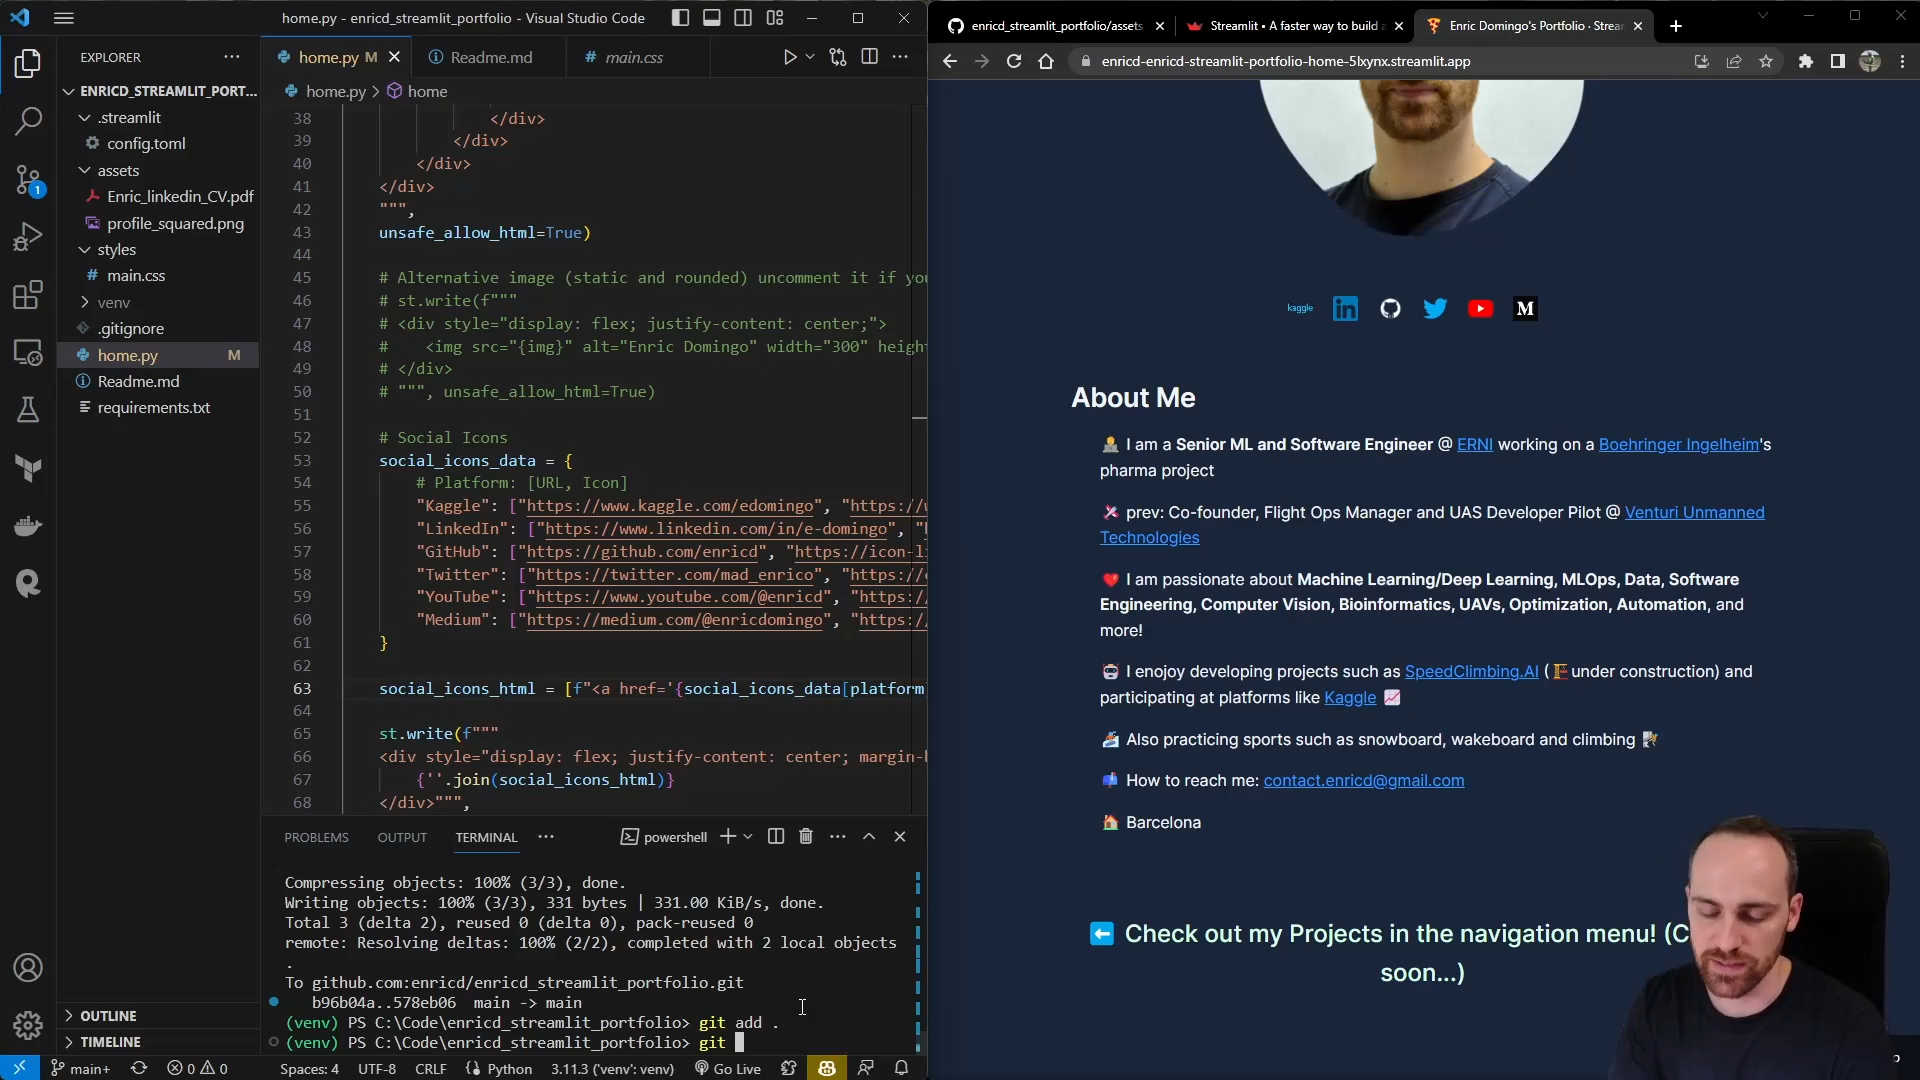 home.py - enricd_streamlit_portfolio - Visual Studio Code
EXPLORER
ENRICD_STREAMLIT_PORT...
.streamlit
config.toml
assets
Enric_linkedin_CV.pdf
profile_squared.png
styles
main.css
venv
.gitignore
home.py M
Readme.md
requirements.txt
OUTLINE
TIMELINE
1
home.py M
Readme.md
main.css
home.py > home
38 </div>
39 </div>
40 </div>
41 </div>
42 """,
43 unsafe_allow_html=True)
44
45 # Alternative image (static and rounded) uncomment it if yo
46 # st.write(f"""
47 # <div style="display: flex; justify-content: center;">
48 # <img src="{img}" alt="Enric Domingo" width="300" heigh
49 # </div>
50 # """, unsafe_allow_html=True)
51
52 # Social Icons
53 social_icons_data = {
54 # Platform: [URL, Icon]
55 "Kaggle": ["https://www.kaggle.com/edomingo", "https://w
56 "LinkedIn": ["https://www.linkedin.com/in/e-domingo",
57 "GitHub": ["https://github.com/enricd", "https://icon-li
58 "Twitter": ["https://twitter.com/mad_enrico", "https://
59 "YouTube": ["https://www.youtube.com/@enricd", "https:/
60 "Medium": ["https://medium.com/@enricdomingo", "https:/
61 }
62
63 social_icons_html = [f"<a href='{social_icons_data[platform]
64
65 st.write(f"""
66 <div style="display: flex; justify-content: center; margin-b
67 {''.join(social_icons_html)}
68 </div>""",
PROBLEMS OUTPUT TERMINAL powershell
Compressing objects: 100% (3/3), done.
Writing objects: 100% (3/3), 331 bytes | 331.00 KiB/s, done.
Total 3 (delta 2), reused 0 (delta 0), pack-reused 0
remote: Resolving deltas: 100% (2/2), completed with 2 local objects
.
To github.com:enricd/enricd_streamlit_portfolio.git
b96b04a..578eb06 main -> main
(venv) PS C:\Code\enricd_streamlit_portfolio> git add .
(venv) PS C:\Code\enricd_streamlit_portfolio> git
main+ 0 0 Spaces: 4 UTF-8 CRLF Python 3.11.3 ('venv': venv) Go Live
enricd_streamlit_portfolio/assets
Streamlit • A faster way to build a
Enric Domingo's Portfolio · Strea
enricd-enricd-streamlit-portfolio-home-5lxynx.streamlit.app
kaggle in M
About Me
I am a Senior ML and Software Engineer @ ERNI working on a Boehringer Ingelheim's
pharma project
prev: Co-founder, Flight Ops Manager and UAS Developer Pilot @ Venturi Unmanned
Technologies
I am passionate about Machine Learning/Deep Learning, MLOps, Data, Software
Engineering, Computer Vision, Bioinformatics, UAVs, Optimization, Automation, and
more!
I enojoy developing projects such as SpeedClimbing.AI (under construction) and
participating at platforms like Kaggle
Also practicing sports such as snowboard, wakeboard and climbing
How to reach me: contact.enricd@gmail.com
Barcelona
Check out my Projects in the navigation menu! (C
soon...)